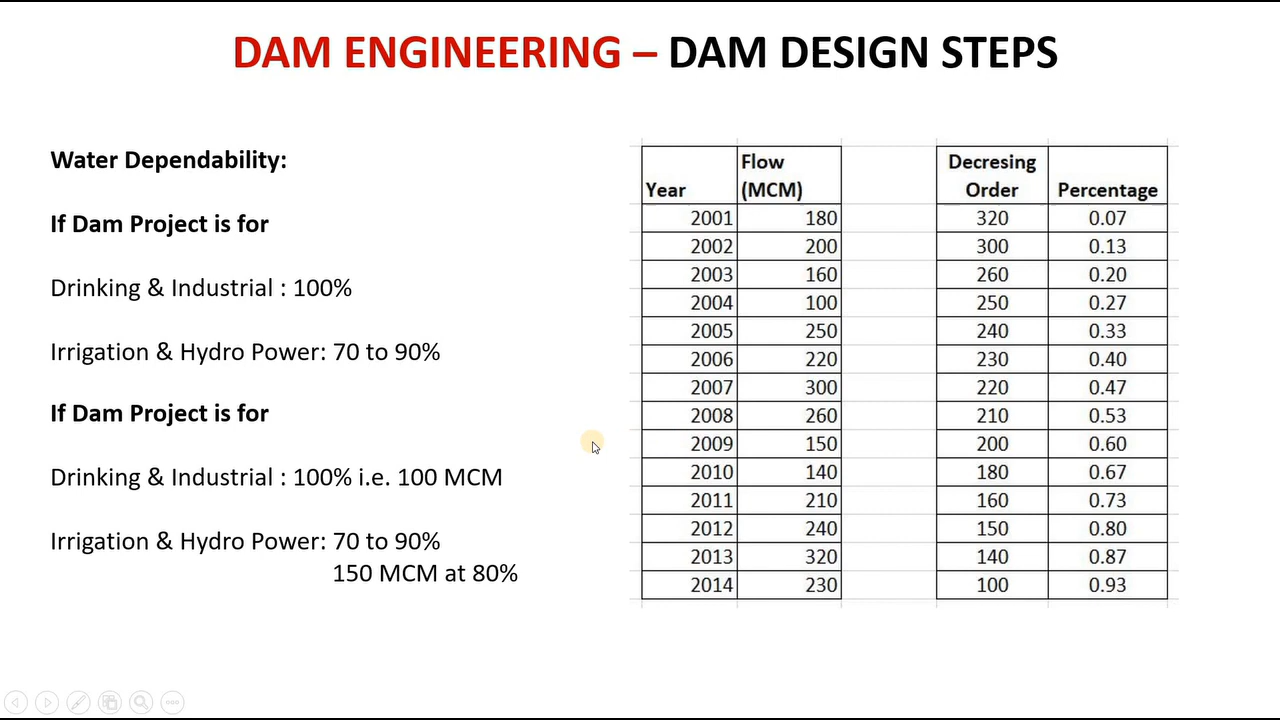 DAM ENGINEERING – DAM DESIGN STEPS
Water Dependability:
If Dam Project is for
Drinking & Industrial : 100%
Irrigation & Hydro Power: 70 to 90%
If Dam Project is for
Drinking & Industrial : 100% i.e. 100 MCM
Irrigation & Hydro Power: 70 to 90%
150 MCM at 80%
Year Flow (MCM) Decresing Order Percentage
2001 180 320 0.07
2002 200 300 0.13
2003 160 260 0.20
2004 100 250 0.27
2005 250 240 0.33
2006 220 230 0.40
2007 300 220 0.47
2008 260 210 0.53
2009 150 200 0.60
2010 140 180 0.67
2011 210 160 0.73
2012 240 150 0.80
2013 320 140 0.87
2014 230 100 0.93